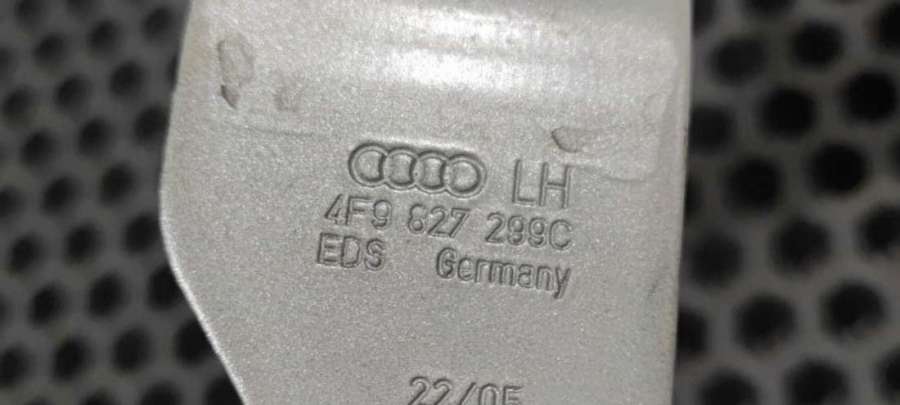 LH
4F9 827 299C
EDS Germany
22/05